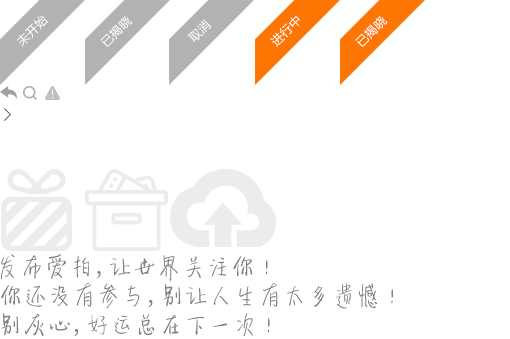 未开始
已揭晓
取消
进行中
已揭晓
发布爱拍,让世界关注你!
你还没有参与,别让人生有太多遗憾!
别灰心,好运总在下一次!